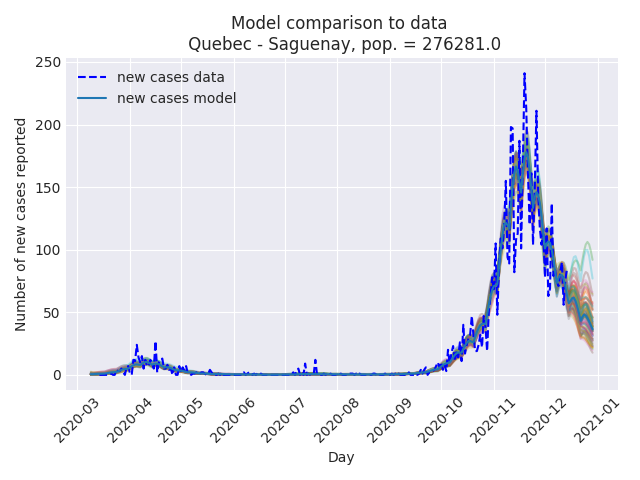 Model comparison to data
Quebec - Saguenay, pop. = 276281.0
new cases data
new cases model
Number of new cases reported
250
200
150
100
50
0
2020-03
2020-04
2020-05
2020-06
2020-07
2020-08
2020-09
2020-10
2020-11
2020-12
2021-01
Day